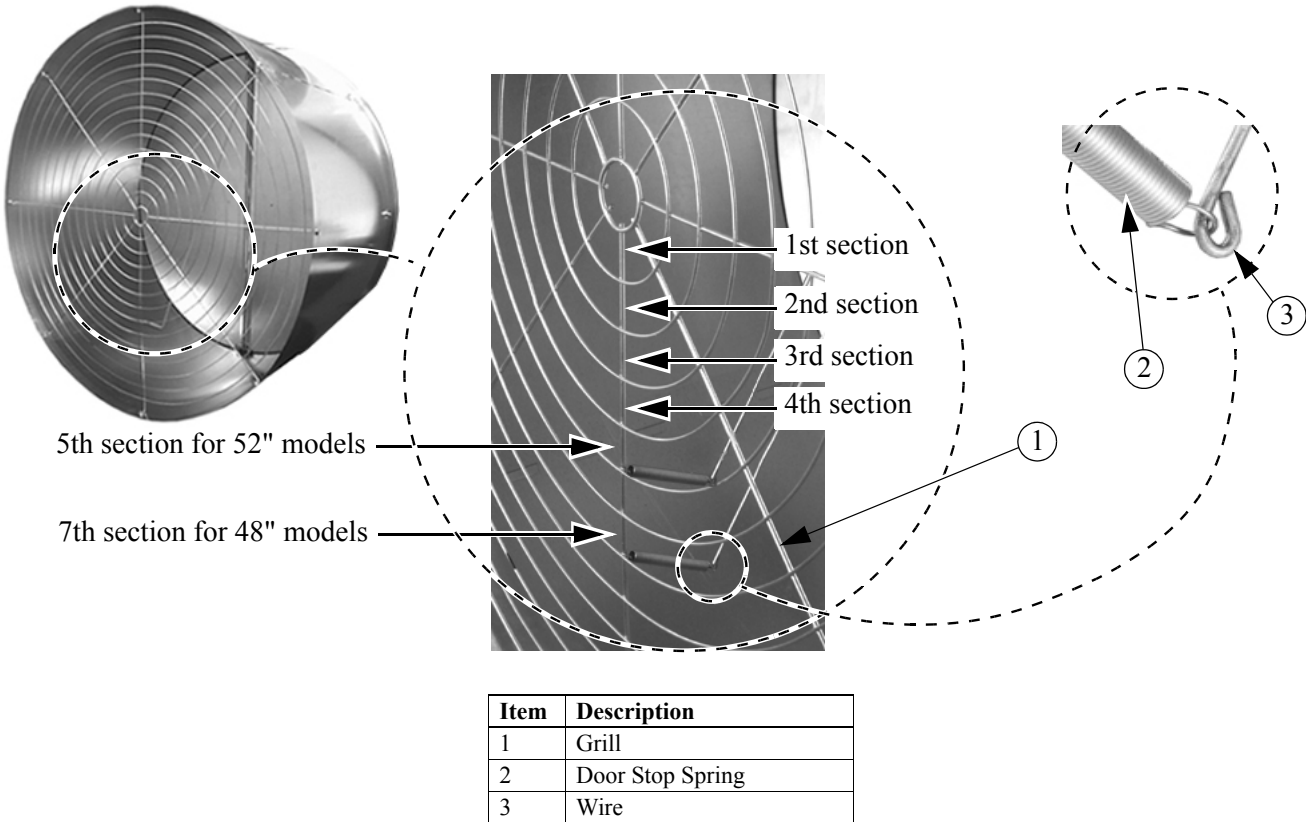 1st section
2nd section
3rd section
4th section
5th section for 52" models
7th section for 48" models
1
2
3
Item Description
1 Grill
2 Door Stop Spring
3 Wire